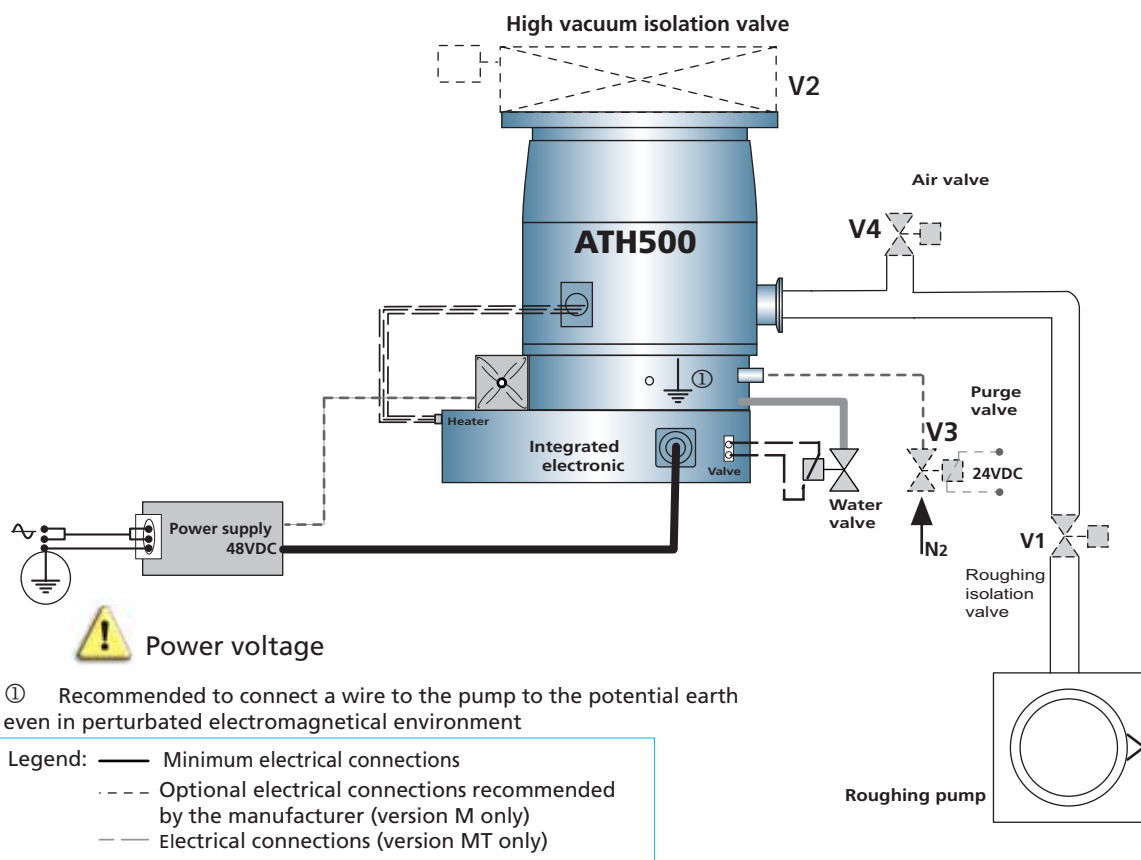 High vacuum isolation valve
V2
Air valve
V4
ATH500
①
Purge
valve
V3
24VDC
Heater
Integrated
electronic
Valve
Water
valve
N2
V1
Roughing
isolation
valve
Power supply
48VDC
Power voltage
① Recommended to connect a wire to the pump to the potential earth
even in perturbated electromagnetical environment
Roughing pump
Legend: Minimum electrical connections
Optional electrical connections recommended
by the manufacturer (version M only)
Electrical connections (version MT only)